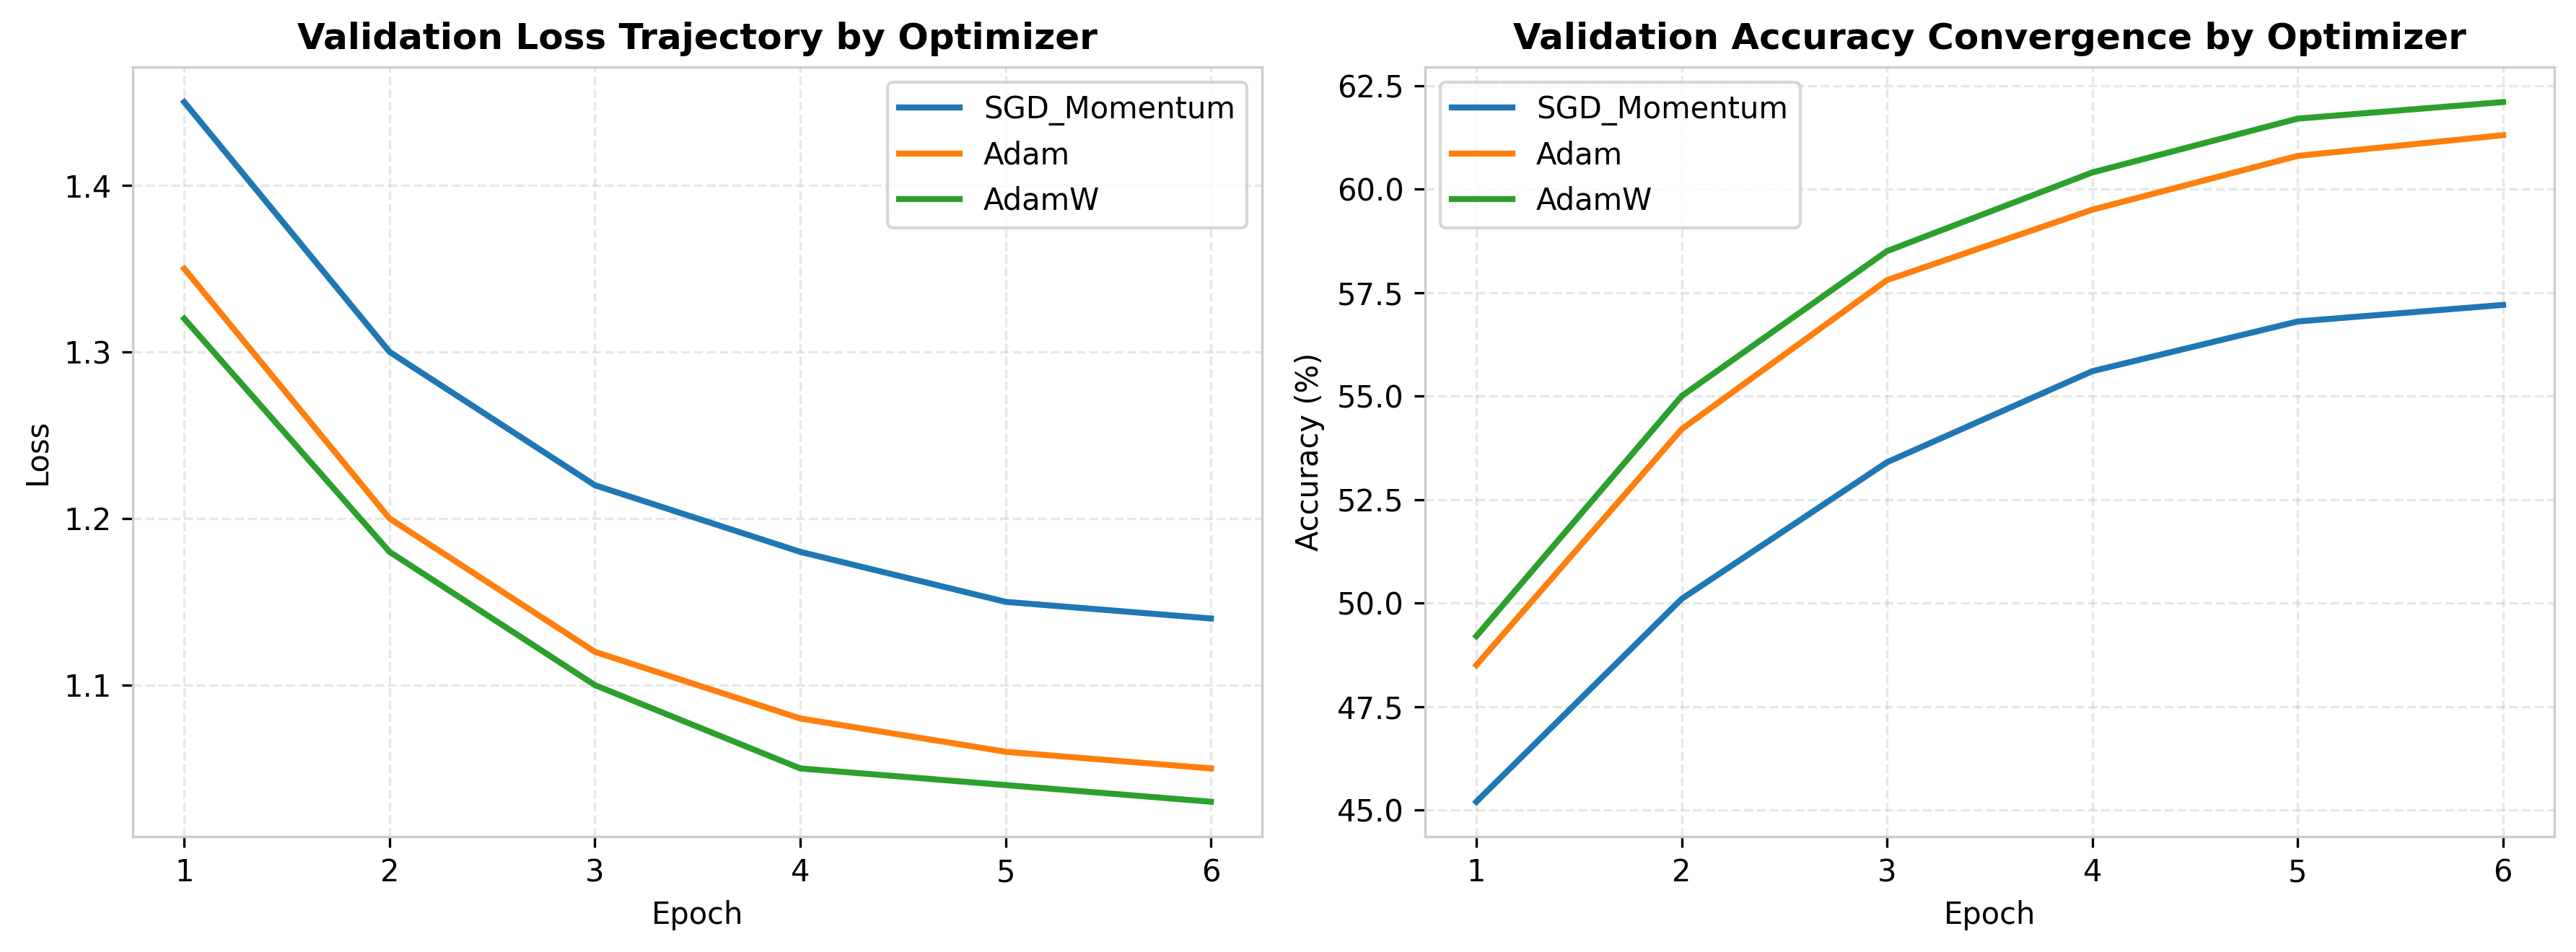 Validation Loss Trajectory by Optimizer
SGD_Momentum
Adam
AdamW
1.4
1.3
1.2
1.1
Loss
1 2 3 4 5 6
Epoch
Validation Accuracy Convergence by Optimizer
SGD_Momentum
Adam
AdamW
62.5
60.0
57.5
55.0
52.5
50.0
47.5
45.0
Accuracy (%)
1 2 3 4 5 6
Epoch